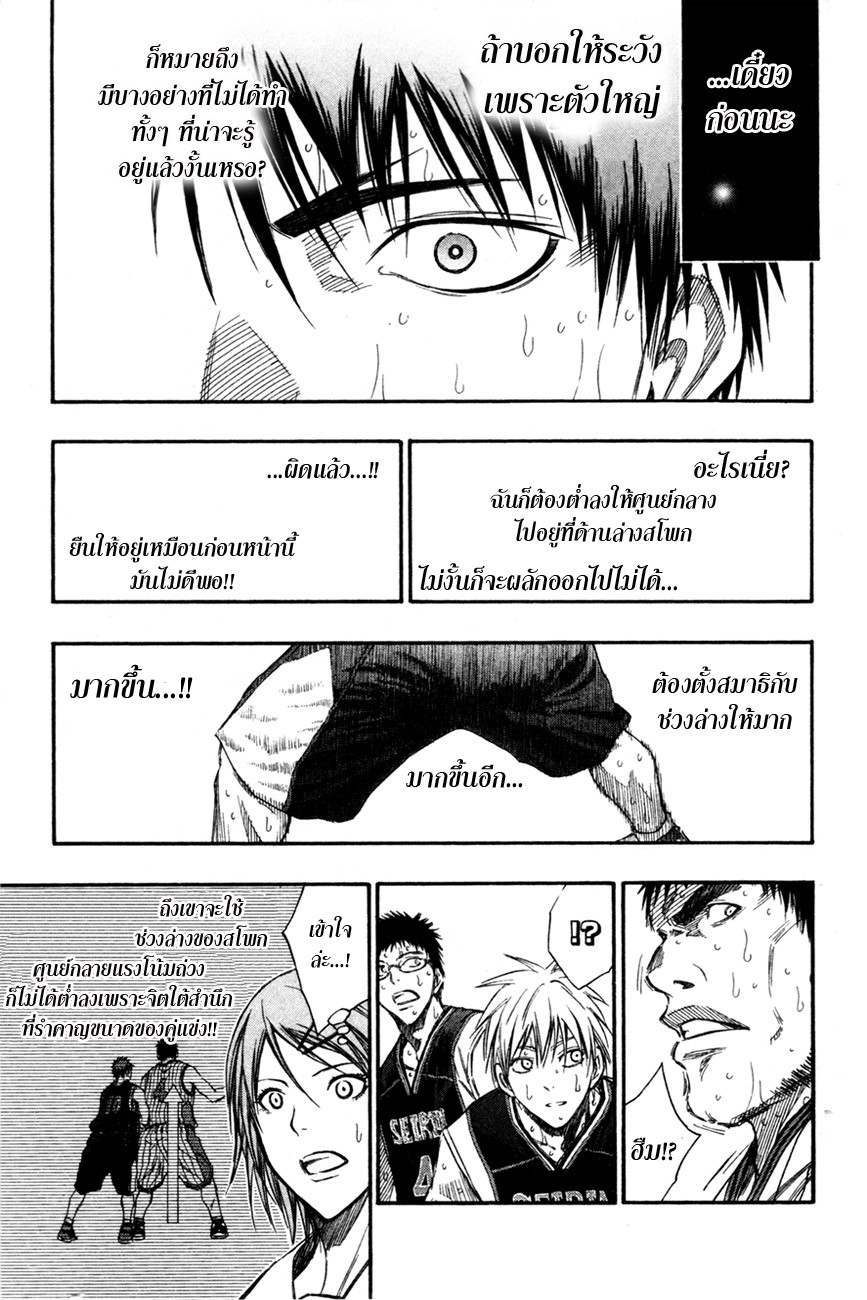 ...เดี๋ยว
ก่อนนะ
ถ้าบอกให้ระวัง
เพราะตัวใหญ่
ก็หมายถึง
มีบางอย่างที่ไม่ได้ทำ
ทั้งๆ ที่น่าจะรู้
อยู่แล้วงั้นเหรอ?
อะไรเนี่ย?
ฉันก็ต้องต่ำลงให้ศูนย์กลาง
ไปอยู่ที่ด้านล่างสโพก
ไม่งั้นก็จะผลักออกไปไม่ได้...
...ผิดแล้ว...!!
ยืนให้อยู่เหมือนก่อนหน้านี้
มันไม่ดีพอ!!
ต้องตั้งสมาธิกับ
ช่วงล่างให้มาก
มากขึ้นอีก...
มากขึ้น...!!
ฮึม!?
!?
SEIRIN
4
SEIRIN
เข้าใจ
ล่ะ...!
ถึงเขาจะใช้
ช่วงล่างของสโพก
ศูนย์กลายแรงโน้มถ่วง
ก็ไม่ได้ต่ำลงเพราะจิตใต้สำนึก
ที่รำคาญขนาดของคู่แข่ง!!